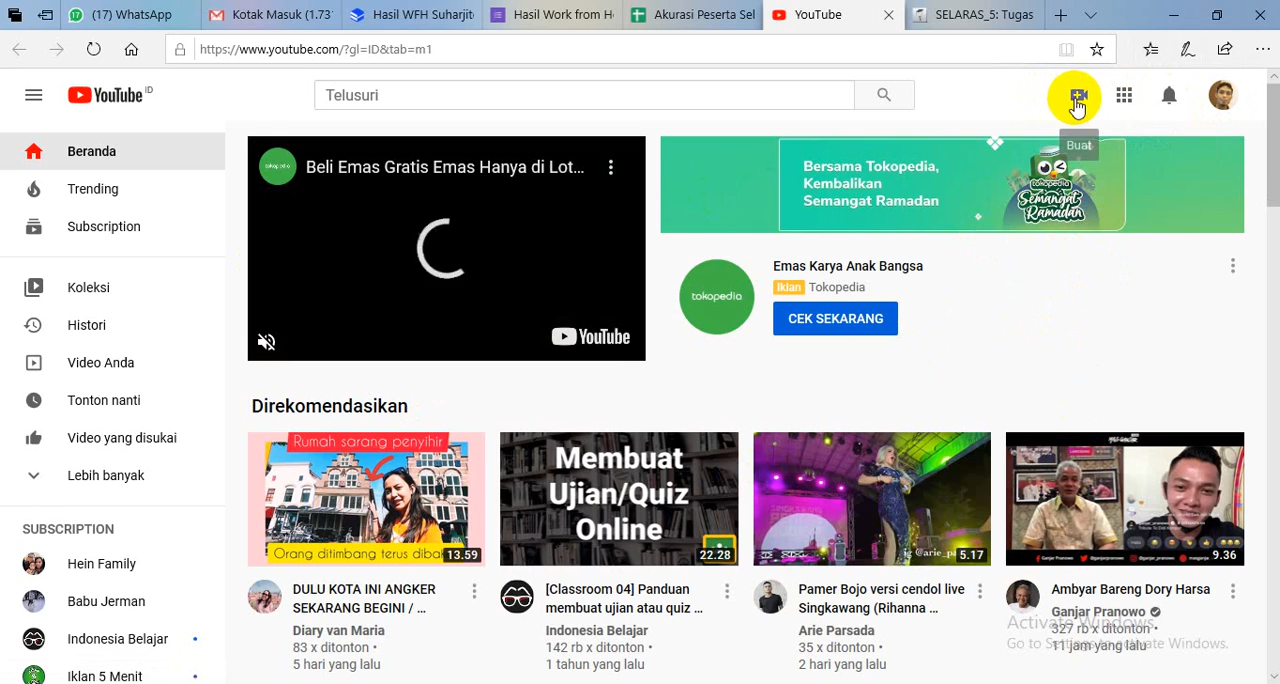 (17) WhatsApp
Kotak Masuk (1.73
Hasil WFH Suharjit
Hasil Work from H
Akurasi Peserta Sel
YouTube
SELARAS_5: Tugas
https://www.youtube.com/?gl=ID&tab=m1
YouTube ID
Telusuri
Buat
Beranda
Trending
Subscription
Koleksi
Histori
Video Anda
Tonton nanti
Video yang disukai
Lebih banyak
SUBSCRIPTION
Family
Babu Jerman
Indonesia Belajar
Iklan 5 Menit
tokopedia
Beli Emas Gratis Emas Hanya di Lot...
YouTube
Bersama Tokopedia,
Kembalikan
Semangat Ramadan
Semangat
Ramadan
tokopedia
Emas Karya Anak Bangsa
Iklan Tokopedia
CEK SEKARANG
Direkomendasikan
Rumah sarang penyihir
Orang ditimbang terus diba
13.59
DULU KOTA INI ANGKER
SEKARANG BEGINI / ...
Diary van Maria
83 x ditonton •
5 hari yang lalu
Membuat
Ujian/Quiz
Online
22.28
[Classroom 04] Panduan
membuat ujian atau quiz ...
Indonesia Belajar
142 rb x ditonton •
1 tahun yang lalu
ig @arie_pa
5.17
Pamer Bojo versi cendol live
Singkawang (Rihanna ...
Arie Parsada
35 x ditonton •
2 hari yang lalu
9.36
Ambyar Bareng Dory Harsa
Ganjar Pranowo
327 rb x ditonton •
11 jam yang lalu
Activate Windows
Go to Settings to activate Windows.